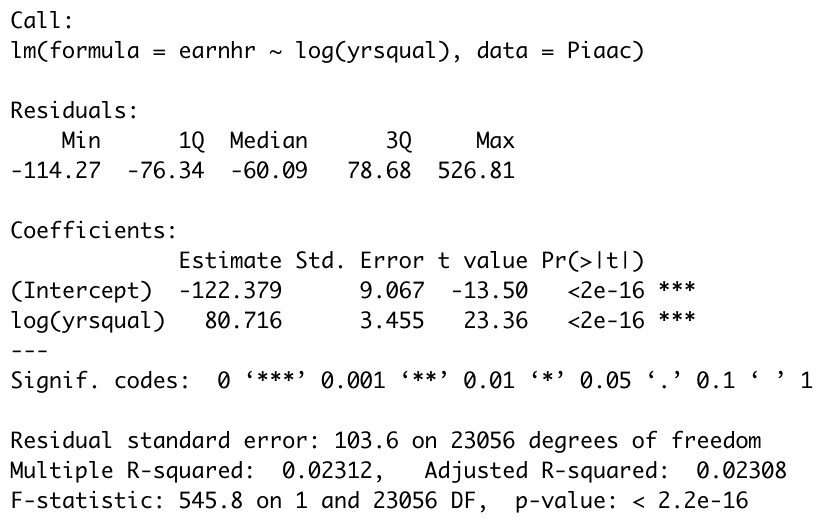 Call:
lm(formula = earnhr ~ log(yrsqual), data = Piaac)
Residuals:
Min 1Q Median 3Q Max
-114.27 -76.34 -60.09 78.68 526.81
Coefficients:
Estimate Std. Error t value Pr(>|t|)
(Intercept) -122.379 9.067 -13.50 <2e-16 ***
log(yrsqual) 80.716 3.455 23.36 <2e-16 ***
---
Signif. codes: 0 ‘***’ 0.001 ‘**’ 0.01 ‘*’ 0.05 ‘.’ 0.1 ‘ ’ 1
Residual standard error: 103.6 on 23056 degrees of freedom
Multiple R-squared: 0.02312, Adjusted R-squared: 0.02308
F-statistic: 545.8 on 1 and 23056 DF, p-value: < 2.2e-16